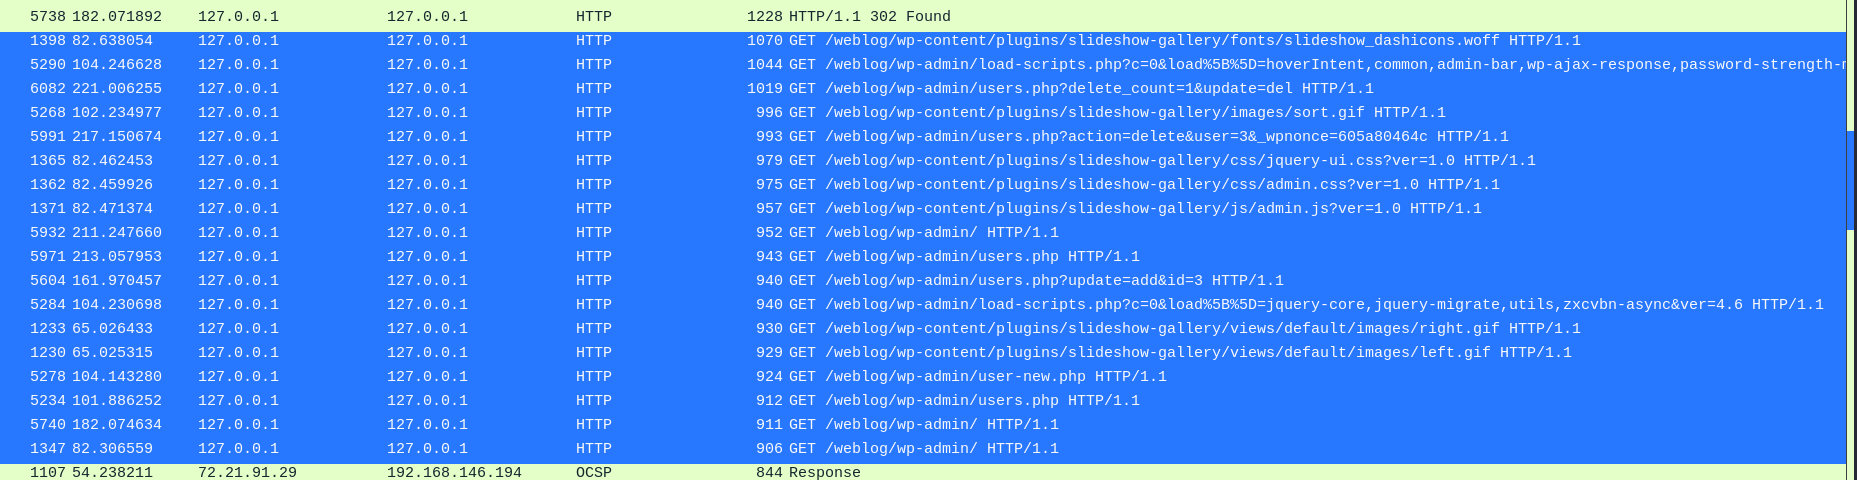 5738 182.071892 127.0.0.1 127.0.0.1 HTTP 1228 HTTP/1.1 302 Found
1398 82.638054 127.0.0.1 127.0.0.1 HTTP 1070 GET /weblog/wp-content/plugins/slideshow-gallery/fonts/slideshow_dashicons.woff HTTP/1.1
5290 104.246628 127.0.0.1 127.0.0.1 HTTP 1044 GET /weblog/wp-admin/load-scripts.php?c=0&load%5B%5D=hoverIntent,common,admin-bar,wp-ajax-response,password-strength-
6082 221.006255 127.0.0.1 127.0.0.1 HTTP 1019 GET /weblog/wp-admin/users.php?delete_count=1&update=del HTTP/1.1
5268 102.234977 127.0.0.1 127.0.0.1 HTTP 996 GET /weblog/wp-content/plugins/slideshow-gallery/images/sort.gif HTTP/1.1
5991 217.150674 127.0.0.1 127.0.0.1 HTTP 993 GET /weblog/wp-admin/users.php?action=delete&user=3&_wpnonce=605a80464c HTTP/1.1
1365 82.462453 127.0.0.1 127.0.0.1 HTTP 979 GET /weblog/wp-content/plugins/slideshow-gallery/css/jquery-ui.css?ver=1.0 HTTP/1.1
1362 82.459926 127.0.0.1 127.0.0.1 HTTP 975 GET /weblog/wp-content/plugins/slideshow-gallery/css/admin.css?ver=1.0 HTTP/1.1
1371 82.471374 127.0.0.1 127.0.0.1 HTTP 957 GET /weblog/wp-content/plugins/slideshow-gallery/js/admin.js?ver=1.0 HTTP/1.1
5932 211.247660 127.0.0.1 127.0.0.1 HTTP 952 GET /weblog/wp-admin/ HTTP/1.1
5971 213.057953 127.0.0.1 127.0.0.1 HTTP 943 GET /weblog/wp-admin/users.php HTTP/1.1
5604 161.970457 127.0.0.1 127.0.0.1 HTTP 940 GET /weblog/wp-admin/users.php?update=add&id=3 HTTP/1.1
5284 104.230698 127.0.0.1 127.0.0.1 HTTP 940 GET /weblog/wp-admin/load-scripts.php?c=0&load%5B%5D=jquery-core,jquery-migrate,utils,zxcvbn-async&ver=4.6 HTTP/1.1
1233 65.026433 127.0.0.1 127.0.0.1 HTTP 930 GET /weblog/wp-content/plugins/slideshow-gallery/views/default/images/right.gif HTTP/1.1
1230 65.025315 127.0.0.1 127.0.0.1 HTTP 929 GET /weblog/wp-content/plugins/slideshow-gallery/views/default/images/left.gif HTTP/1.1
5278 104.143280 127.0.0.1 127.0.0.1 HTTP 924 GET /weblog/wp-admin/user-new.php HTTP/1.1
5234 101.886252 127.0.0.1 127.0.0.1 HTTP 912 GET /weblog/wp-admin/users.php HTTP/1.1
5740 182.074634 127.0.0.1 127.0.0.1 HTTP 911 GET /weblog/wp-admin/ HTTP/1.1
1347 82.306559 127.0.0.1 127.0.0.1 HTTP 906 GET /weblog/wp-admin/ HTTP/1.1
1107 54.238211 72.21.91.29 192.168.146.194 OCSP 844 Response